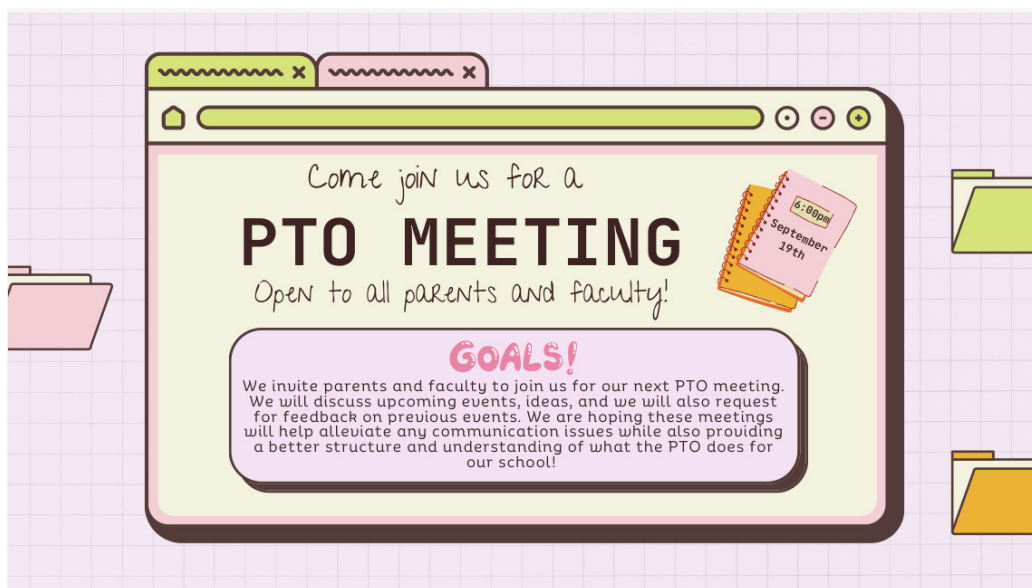 Come join us for a
PTO MEETING
Open to all parents and faculty!
6:00pm
September
19th
GOALS!
We invite parents and faculty to join us for our next PTO meeting.
We will discuss upcoming events, ideas, and we will also request
for feedback on previous events. We are hoping these meetings
will help alleviate any communication issues while also providing
a better structure and understanding of what the PTO does for
our school!